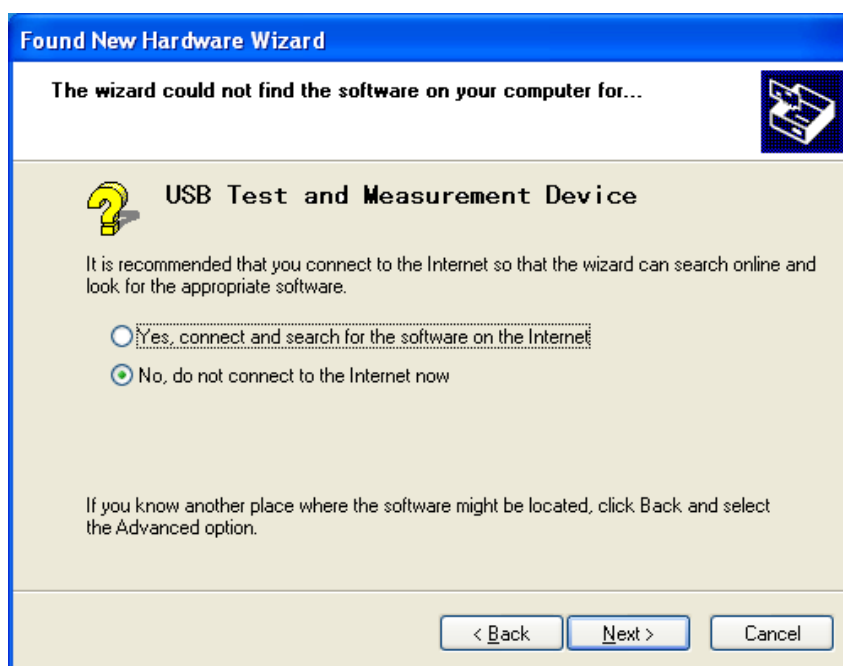 Found New Hardware Wizard
The wizard could not find the software on your computer for...
USB Test and Measurement Device
It is recommended that you connect to the Internet so that the wizard can search online and
look for the appropriate software.
Yes, connect and search for the software on the Internet
No, do not connect to the Internet now
If you know another place where the software might be located, click Back and select
the Advanced option.
< Back
Next >
Cancel